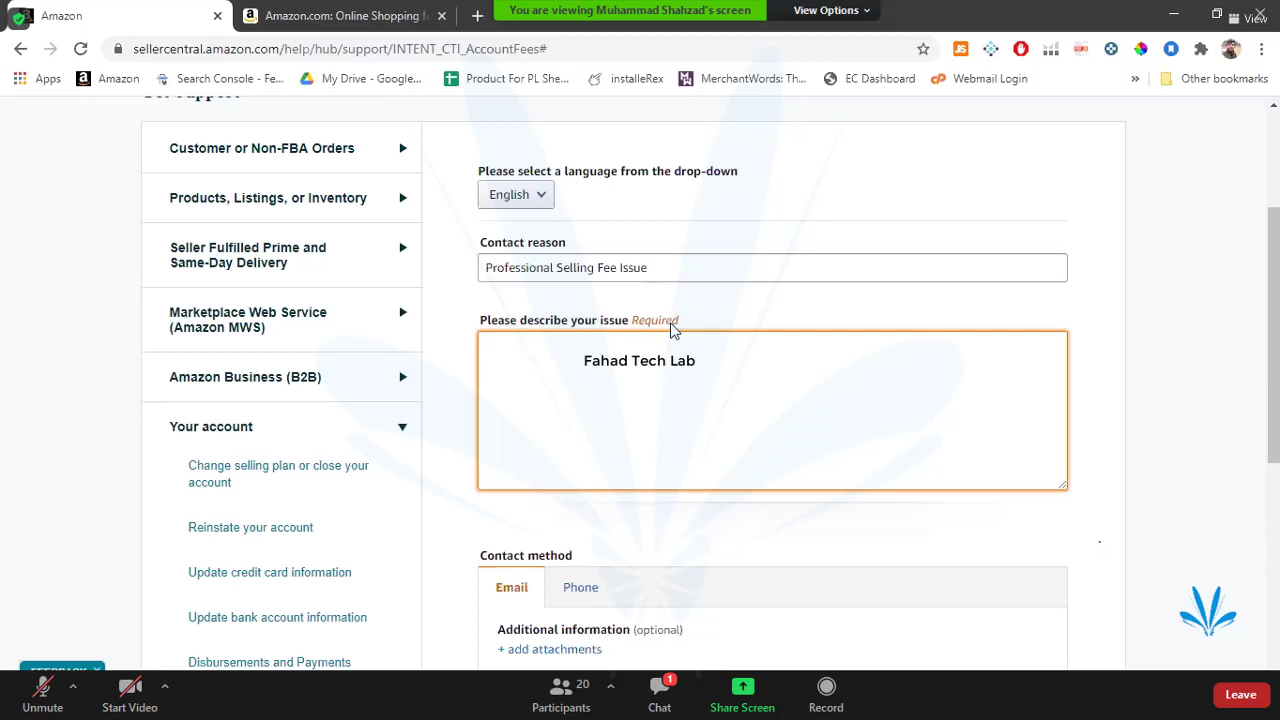 You are viewing Muhammad Shahzad's screen
View Options
Amazon
Amazon.com: Online Shopping f
View
sellercentral.amazon.com/help/hub/support/INTENT_CTI_AccountFees#
Apps
Amazon
Search Console - Fe...
My Drive - Google...
Product For PL She...
installeRex
MerchantWords: Th...
EC Dashboard
Webmail Login
»
Other bookmarks
Customer or Non-FBA Orders
Products, Listings, or Inventory
Seller Fulfilled Prime and
Same-Day Delivery
Marketplace Web Service
(Amazon MWS)
Amazon Business (B2B)
Your account
Change selling plan or close your
account
Reinstate your account
Update credit card information
Update bank account information
Disbursements and Payments
Please select a language from the drop-down
English
Contact reason
Professional Selling Fee Issue
Please describe your issue Required
Fahad Tech Lab
Contact method
Email
Phone
Additional information (optional)
+ add attachments
Unmute
Start Video
20
Participants
1
Chat
Share Screen
Record
Leave